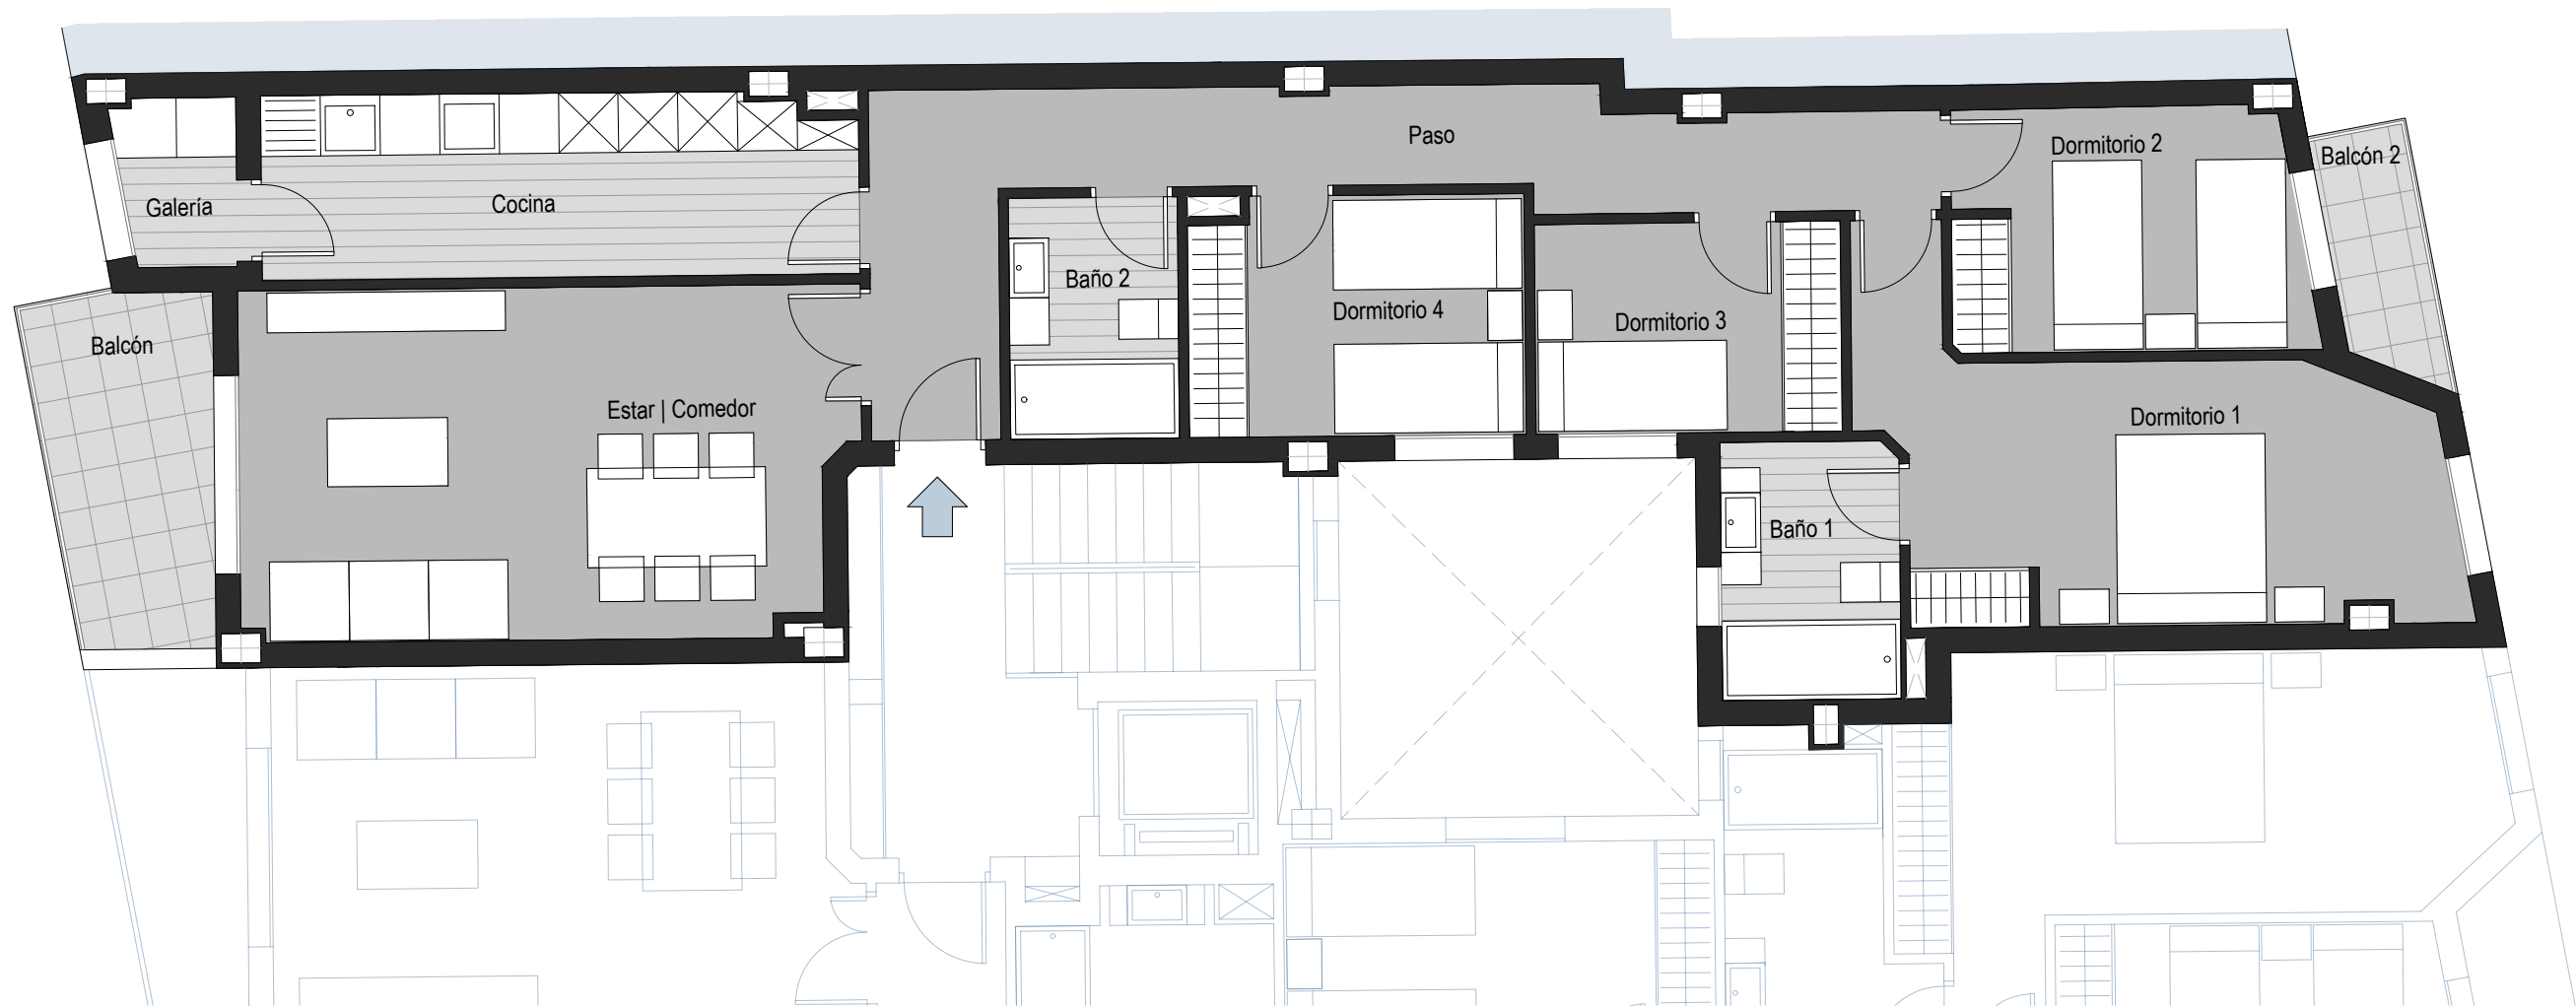 Paso
Dormitorio 2
Balcón 2
Galería
Cocina
Baño 2
Dormitorio 4
Dormitorio 3
Balcón
Estar | Comedor
Dormitorio 1
Baño 1